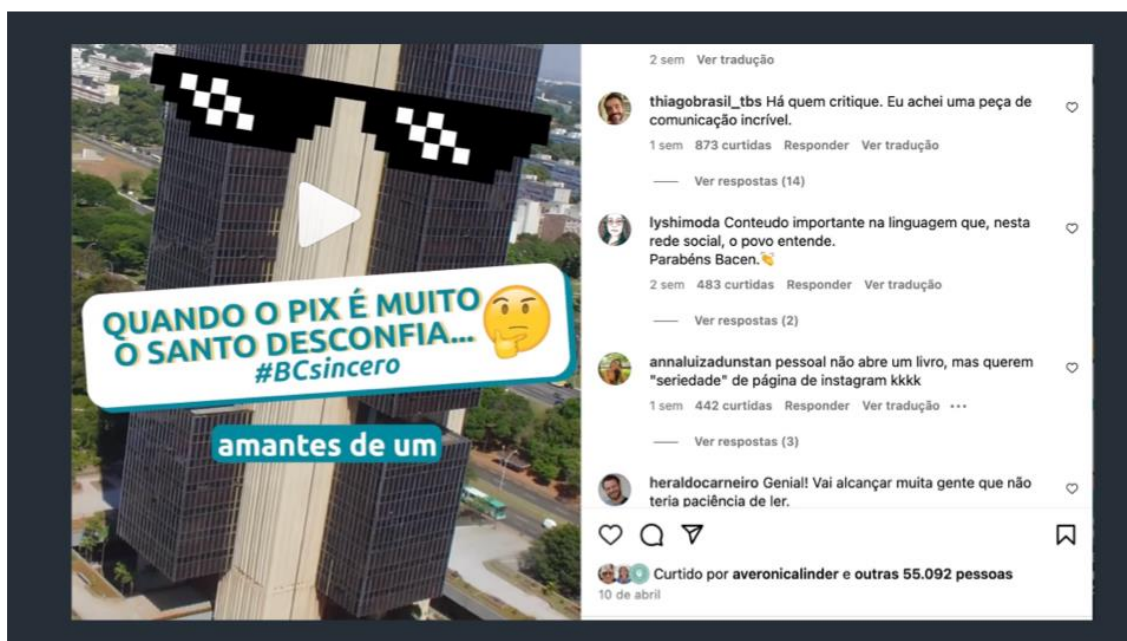 QUANDO O PIX É MUITO
O SANTO DESCONFIA...
#BCsincero
amantes de um
2 sem Ver tradução
thiagobrasil_tbs Há quem critique. Eu achei uma peça de
comunicação incrível.
1 sem 873 curtidas Responder Ver tradução
Ver respostas (14)
lyshimoda Conteudo importante na linguagem que, nesta
rede social, o povo entende.
Parabéns Bacen.👏
2 sem 483 curtidas Responder Ver tradução
Ver respostas (2)
annaluizadunstan pessoal não abre um livro, mas querem
"seriedade" de página de instagram kkkk
1 sem 442 curtidas Responder Ver tradução •••
Ver respostas (3)
heraldocarneiro Genial! Vai alcançar muita gente que não
teria paciência de ler.
Curtido por averonicalinder e outras 55.092 pessoas
10 de abril